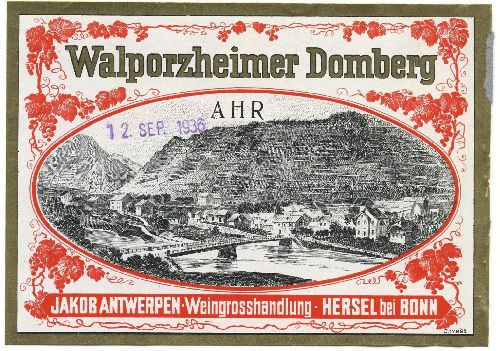 Walporzheimer Domberg
AHR
12. SEP. 1936
JAKOB ANTWERPEN · Weingrosshandlung · HERSEL bei BONN